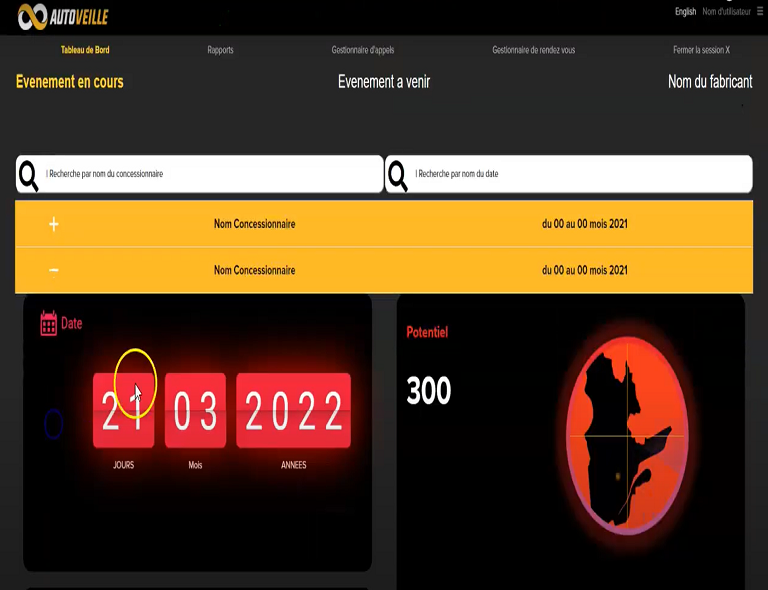 AUTOVEILLE
English Nom d'utilisateur
Tableau de Bord Rapports Gestionnaire d'appels Gestionnaire de rendez vous Fermer la session X
Evenement en cours Evenement a venir Nom du fabricant
| Recherche par nom du concessionnaire | Recherche par nom du date
+ Nom Concessionnaire du 00 au 00 mois 2021
− Nom Concessionnaire du 00 au 00 mois 2021
Date
21 03 2022
JOURS Mois ANNEES
Potentiel
300